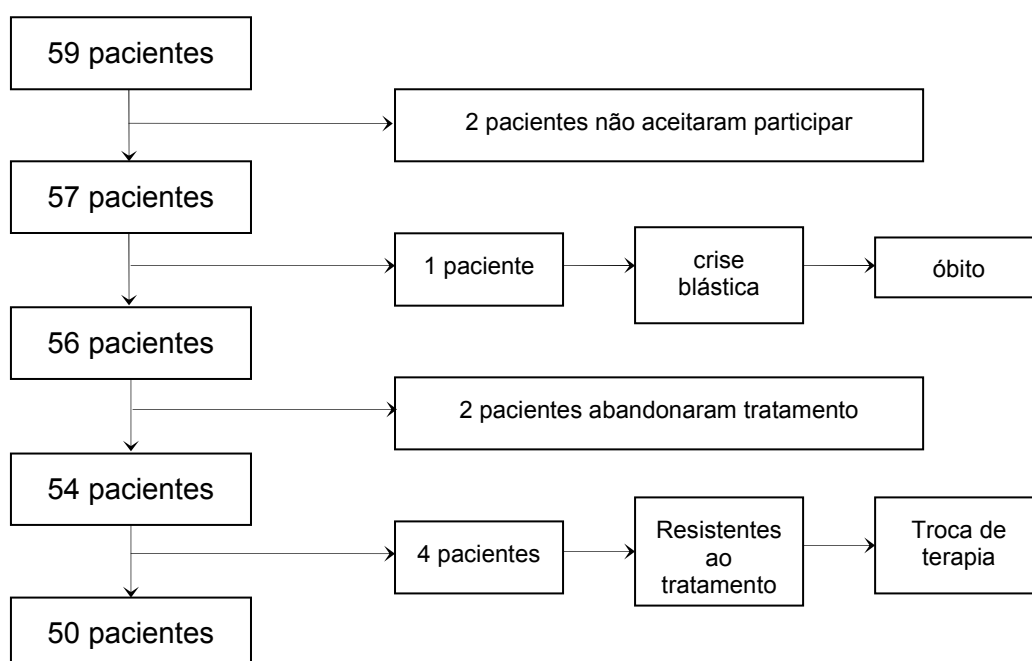 59 pacientes
2 pacientes não aceitaram participar
57 pacientes
1 paciente
crise
blástica
óbito
56 pacientes
2 pacientes abandonaram tratamento
54 pacientes
4 pacientes
Resistentes
ao
tratamento
Troca de
terapia
50 pacientes